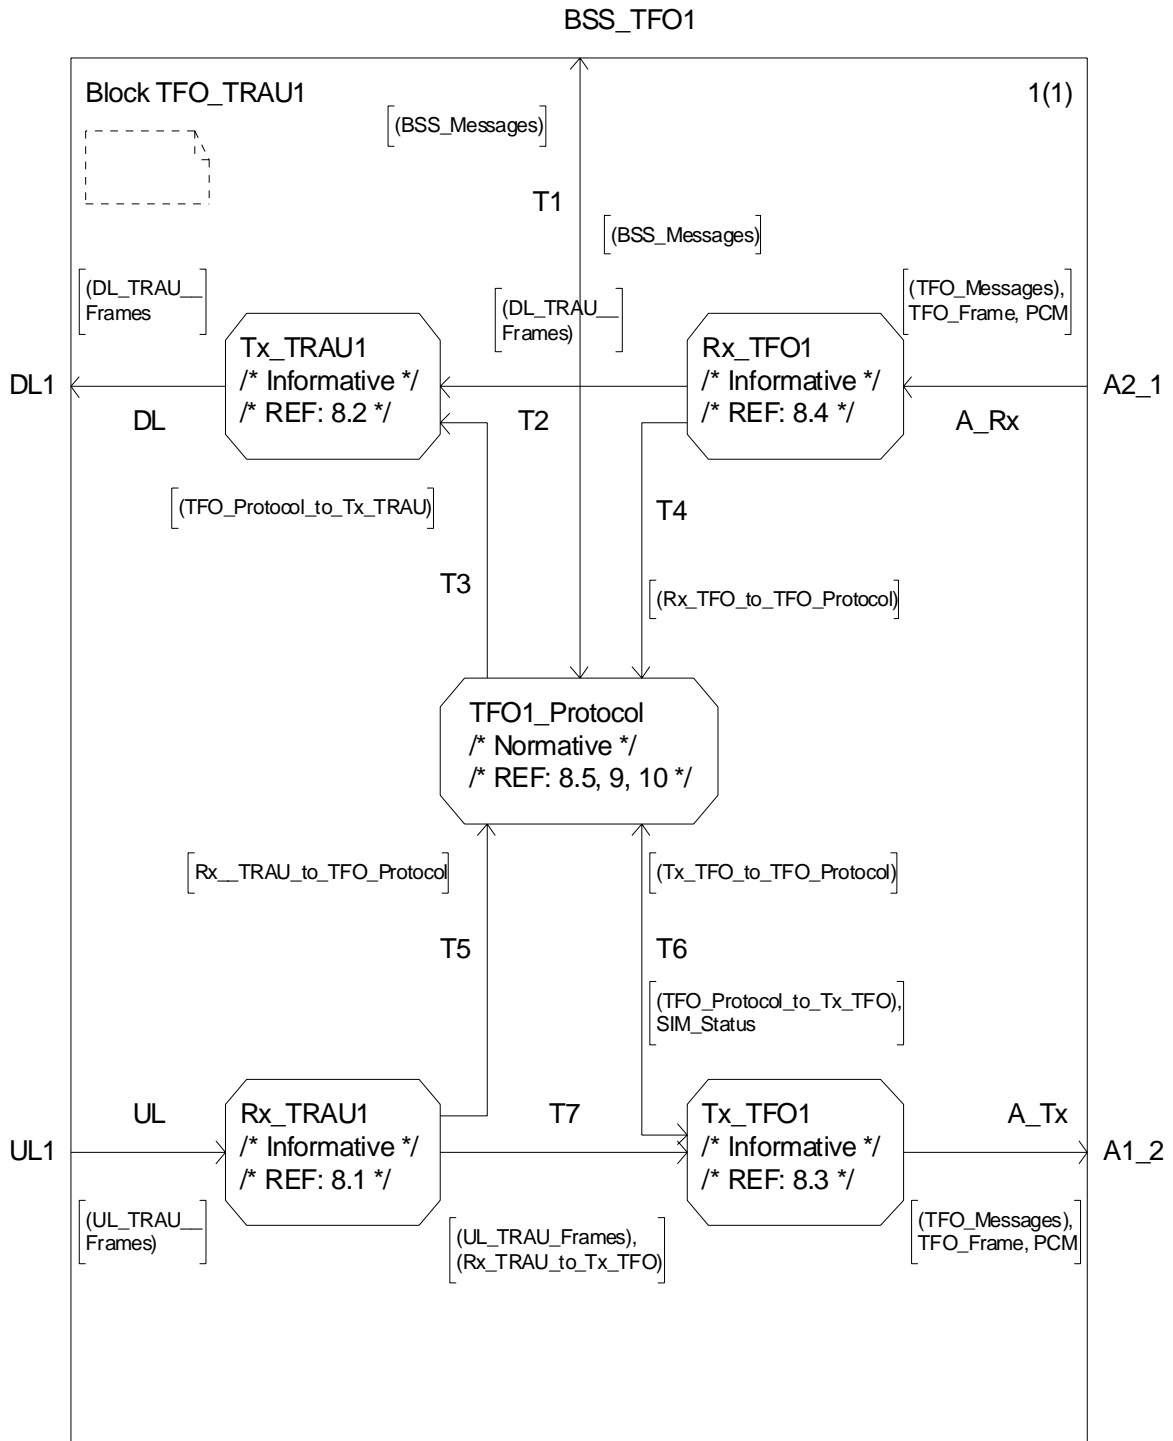 BSS_TFO1
Block TFO_TRAU1
1(1)
(BSS_Messages)
T1
(BSS_Messages)
(DL_TRAU__
Frames
(DL_TRAU__
Frames)
(TFO_Messages),
TFO_Frame, PCM
Tx_TRAU1
/* Informative */
/* REF: 8.2 */
Rx_TFO1
/* Informative */
/* REF: 8.4 */
DL1
DL
T2
A_Rx
A2_1
(TFO_Protocol_to_Tx_TRAU)
T4
T3
(Rx_TFO_to_TFO_Protocol)
TFO1_Protocol
/* Normative */
/* REF: 8.5, 9, 10 */
Rx__TRAU_to_TFO_Protocol
(Tx_TFO_to_TFO_Protocol)
T5
T6
(TFO_Protocol_to_Tx_TFO),
SIM_Status
UL
Rx_TRAU1
/* Informative */
/* REF: 8.1 */
T7
Tx_TFO1
/* Informative */
/* REF: 8.3 */
A_Tx
UL1
A1_2
(UL_TRAU__
Frames)
(UL_TRAU_Frames),
(Rx_TRAU_to_Tx_TFO)
(TFO_Messages),
TFO_Frame, PCM